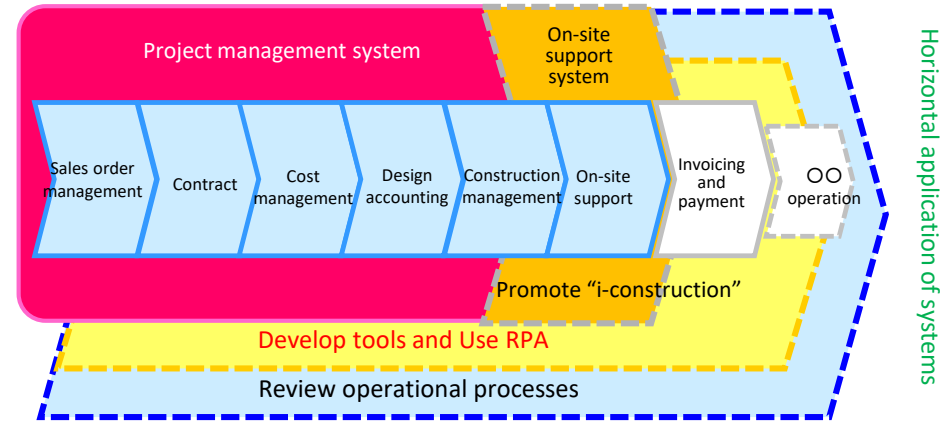 Project management system
On-site
support
system
Sales order
management
Contract
Cost
management
Design
accounting
Construction
management
On-site
support
Invoicing
and
payment
○○
operation
Promote “i-construction”
Develop tools and Use RPA
Review operational processes
Horizontal application of systems